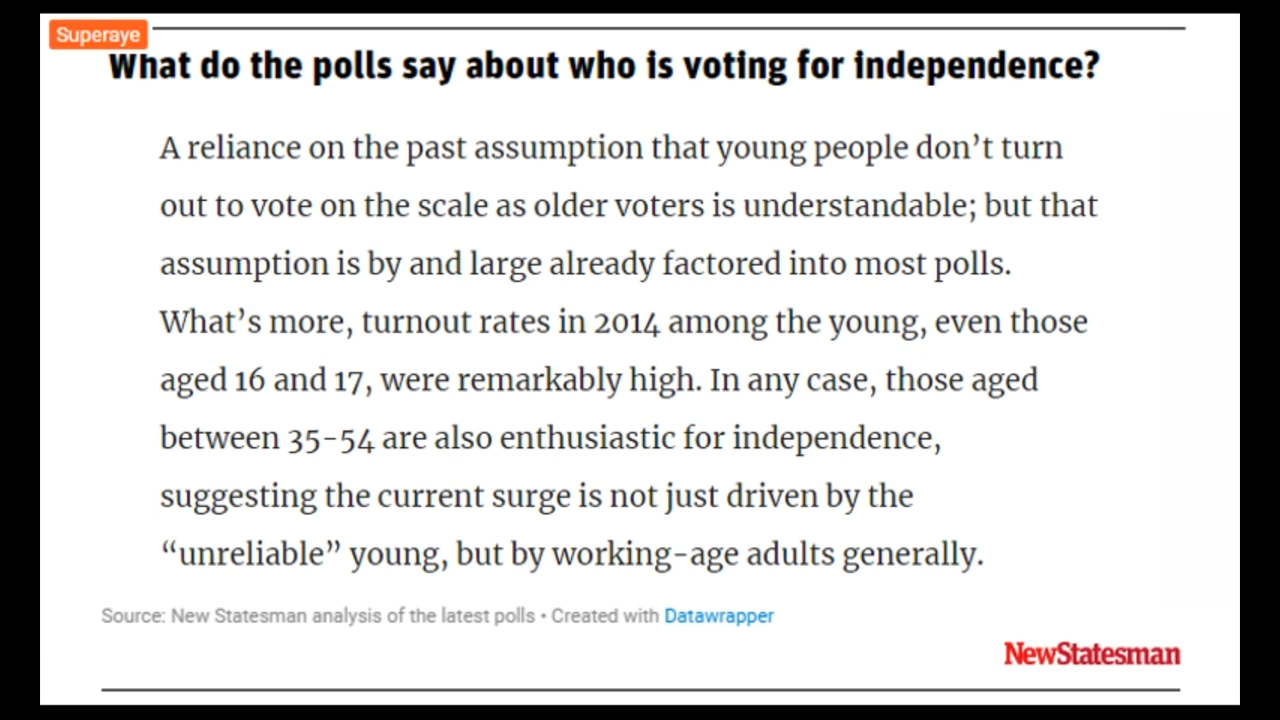 Superaye
What do the polls say about who is voting for independence?
A reliance on the past assumption that young people don’t turn
out to vote on the scale as older voters is understandable; but that
assumption is by and large already factored into most polls.
What’s more, turnout rates in 2014 among the young, even those
aged 16 and 17, were remarkably high. In any case, those aged
between 35-54 are also enthusiastic for independence,
suggesting the current surge is not just driven by the
“unreliable” young, but by working-age adults generally.
Source: New Statesman analysis of the latest polls • Created with Datawrapper
NewStatesman